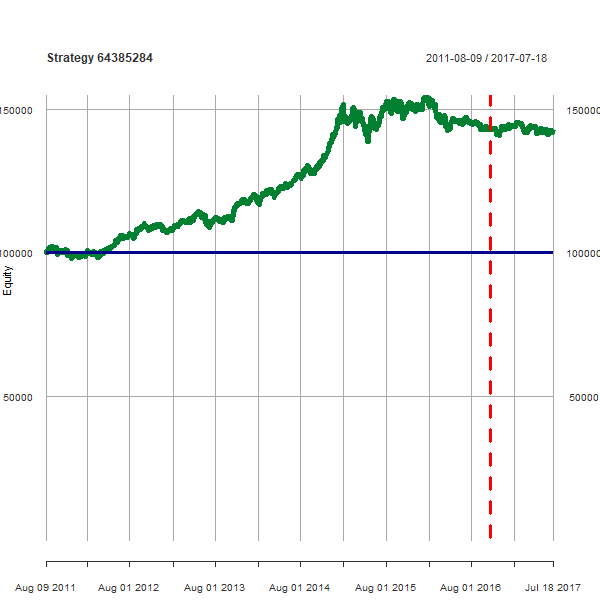 Strategy 64385284
2011-08-09 / 2017-07-18
150000
150000
100000
100000
Equity
50000
50000
Aug 09 2011
Aug 01 2012
Aug 01 2013
Aug 01 2014
Aug 01 2015
Aug 01 2016
Jul 18 2017